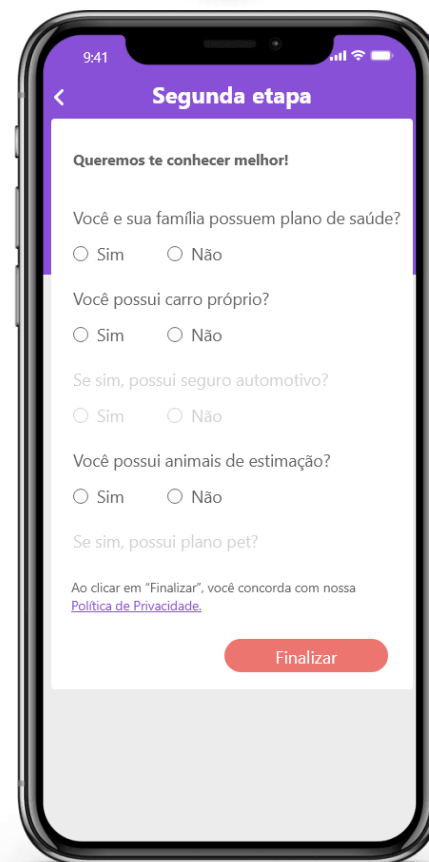 9:41
Segunda etapa
Queremos te conhecer melhor!
Você e sua família possuem plano de saúde?
Sim Não
Você possui carro próprio?
Sim Não
Se sim, possui seguro automotivo?
Sim Não
Você possui animais de estimação?
Sim Não
Se sim, possui plano pet?
Ao clicar em “Finalizar”, você concorda com nossa
Política de Privacidade.
Finalizar